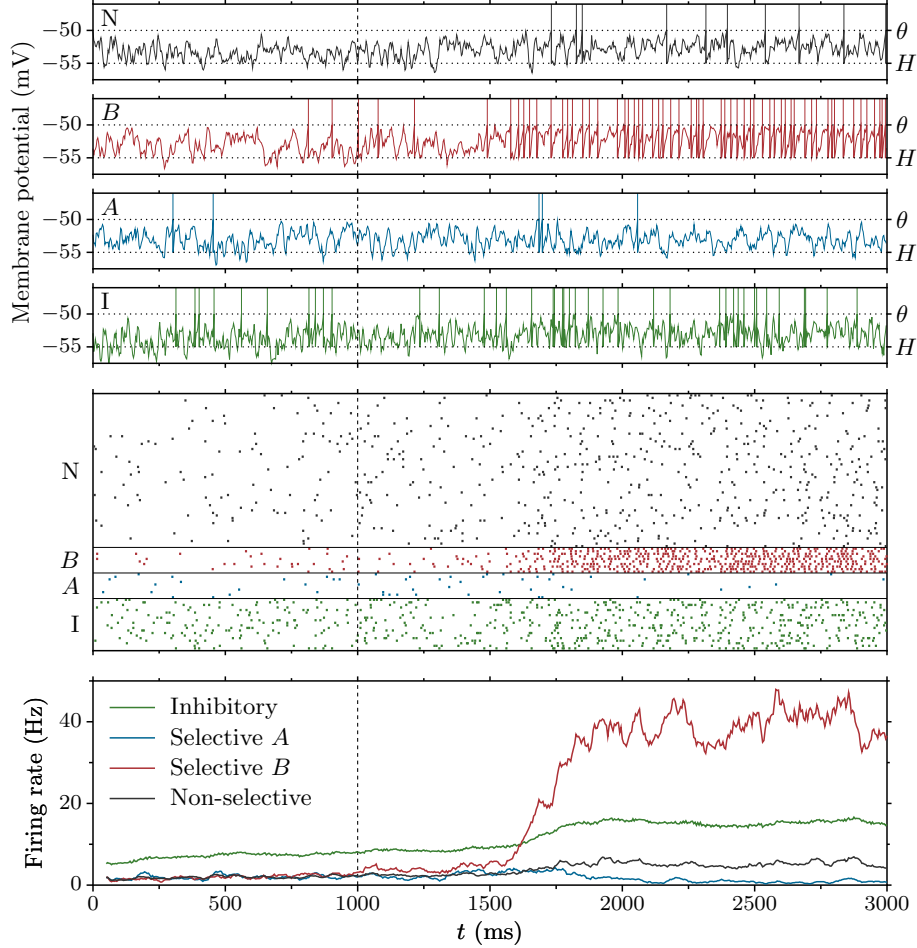 Membrane potential (mV)
N
−50
−55
θ
H
B
−50
−55
θ
H
A
−50
−55
θ
H
I
−50
−55
θ
H
N
B
A
I
Firing rate (Hz)
40
20
0
Inhibitory
Selective A
Selective B
Non-selective
0 500 1000 1500 2000 2500 3000
t (ms)